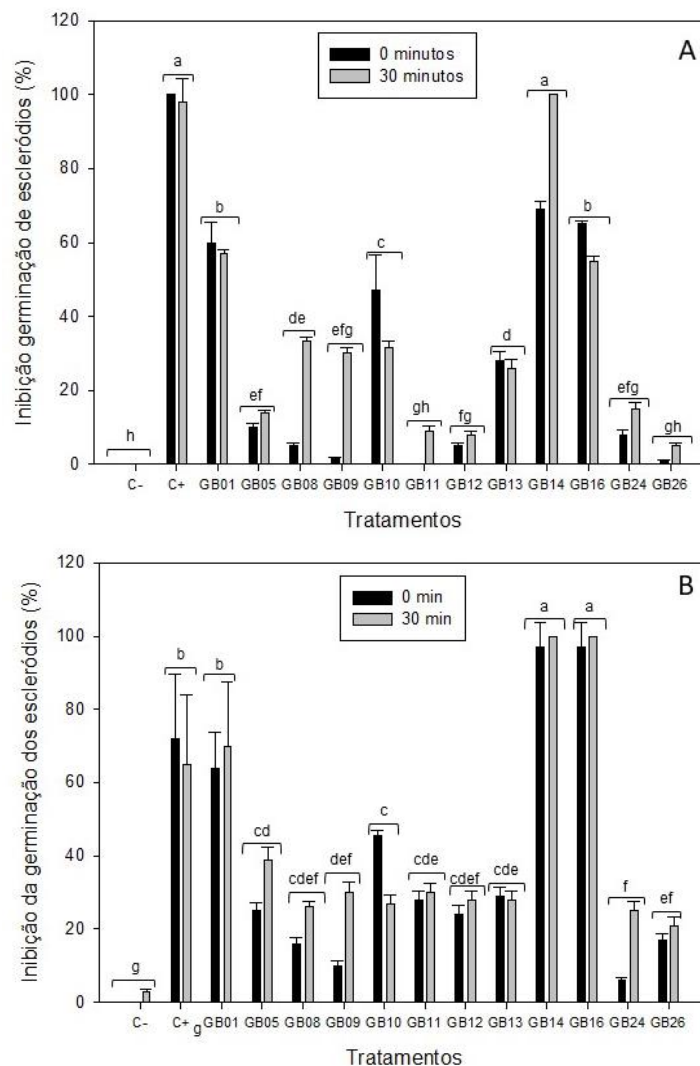 120
A
0 minutos
30 minutos
a
a
100
80
b
b
60
c
40
de
efg
d
20
ef
gh
fg
efg
gh
h
0
Inibição germinação de escleródios (%)
C- C+ GB01 GB05 GB08 GB09 GB10 GB11 GB12 GB13 GB14 GB16 GB24 GB26
Tratamentos
120
B
0 min
30 min
a a
100
b b
80
60
c
cd
40
cdef def cde cdef cde
f
ef
20
g
0
Inibição da germinação dos escleródios (%)
C- C+ g GB01 GB05 GB08 GB09 GB10 GB11 GB12 GB13 GB14 GB16 GB24 GB26
Tratamentos